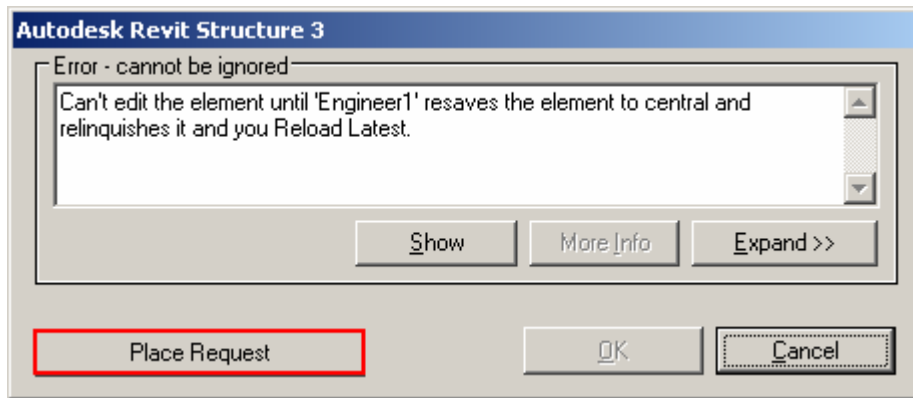 Autodesk Revit Structure 3
Error - cannot be ignored
Can't edit the element until 'Engineer1' resaves the element to central and
relinquishes it and you Reload Latest.
Show More Info Expand >>
Place Request OK Cancel